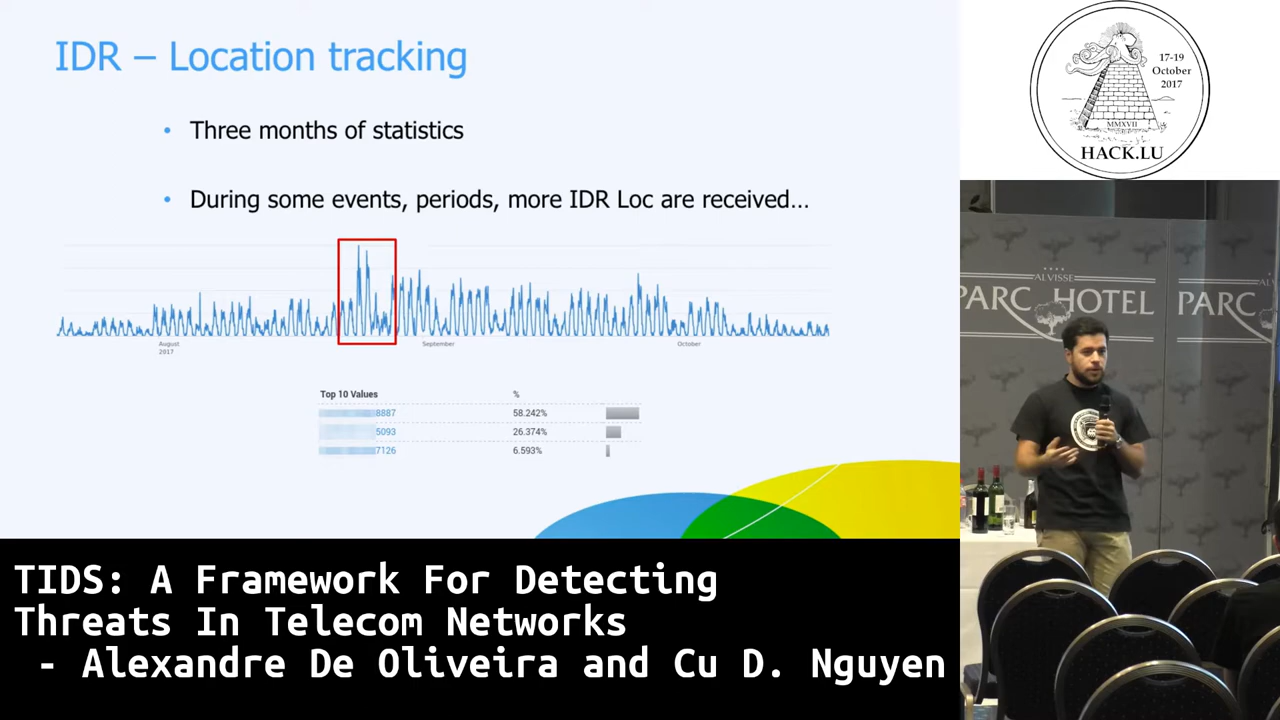 IDR – Location tracking
• Three months of statistics
• During some events, periods, more IDR Loc are received…
August
2017
September
October
Top 10 Values %
8887 58.242%
5093 26.374%
7126 6.593%
17-19
October
2017
MMXVII
HACK.LU
ALVISSE
PARC HOTEL
PARC
TIDS: A Framework For Detecting
Threats In Telecom Networks
- Alexandre De Oliveira and Cu D. Nguyen